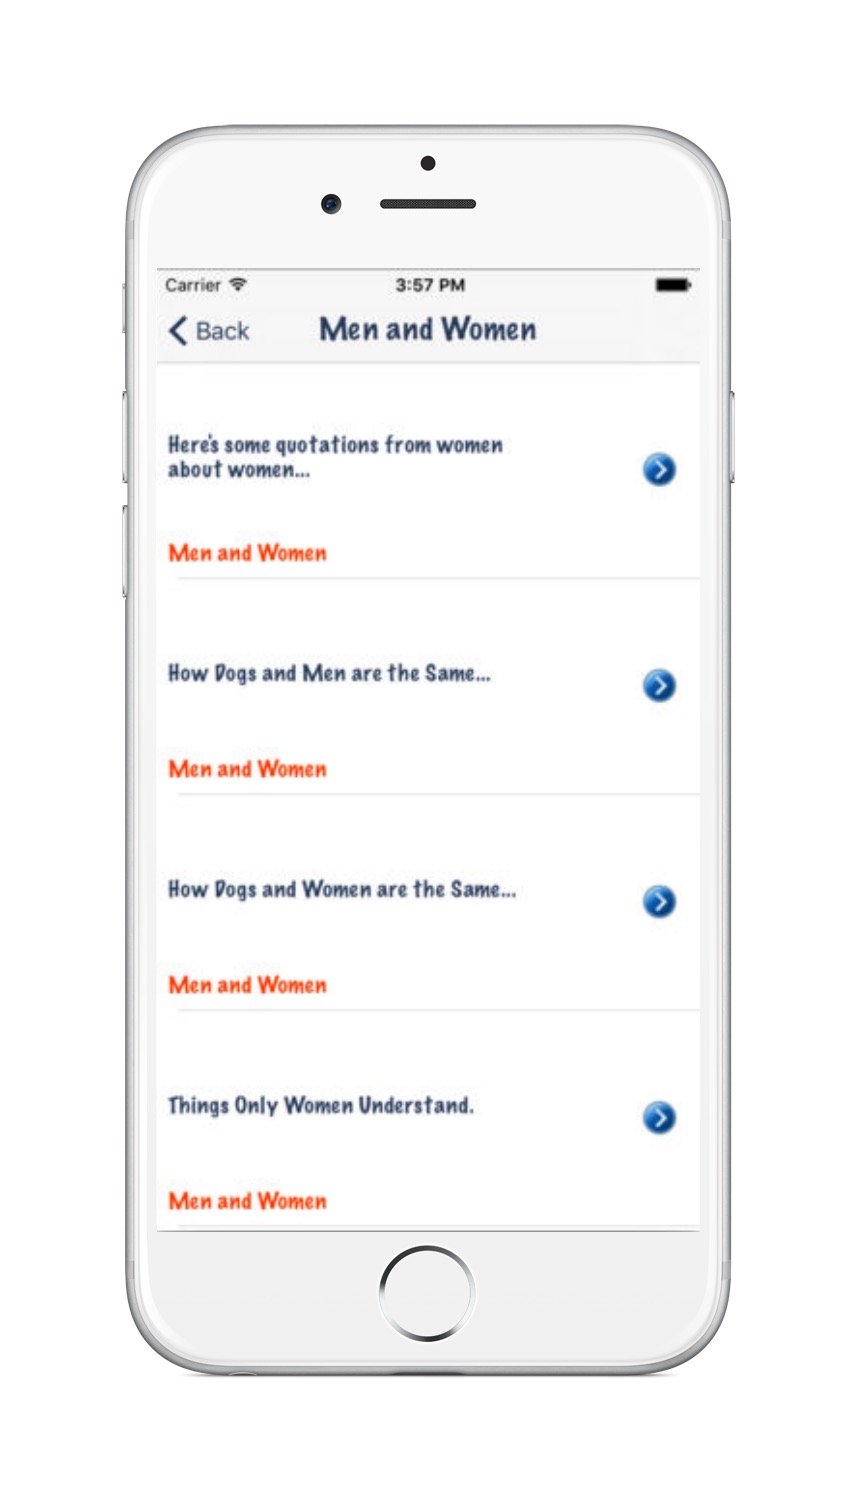 Carrier 3:57 PM
Back Men and Women
Here's some quotations from women
about women...
Men and Women
How Dogs and Men are the Same...
Men and Women
How Dogs and Women are the Same...
Men and Women
Things Only Women Understand.
Men and Women